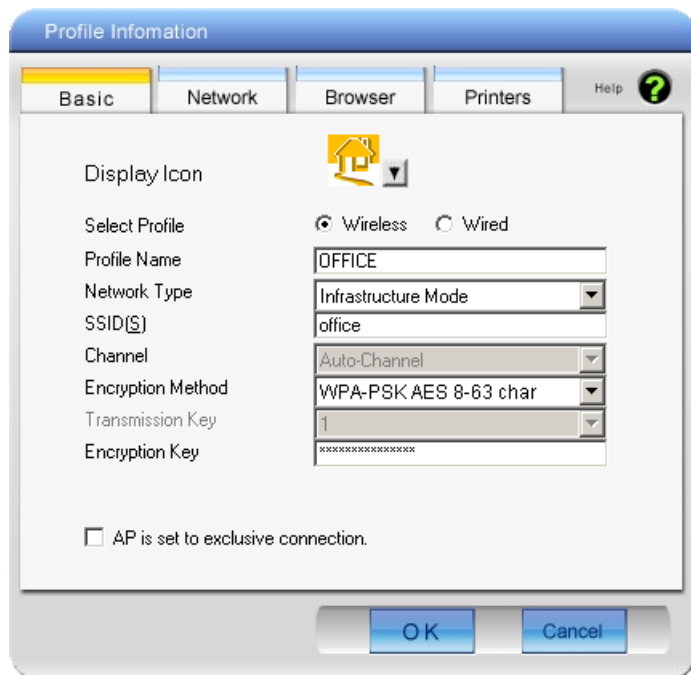 Profile Infomation
Basic Network Browser Printers Help ?
Display Icon
Select Profile Wireless Wired
Profile Name OFFICE
Network Type Infrastructure Mode
SSID(S) office
Channel Auto-Channel
Encryption Method WPA-PSK AES 8-63 char
Transmission Key 1
Encryption Key ***************
AP is set to exclusive connection.
OK Cancel